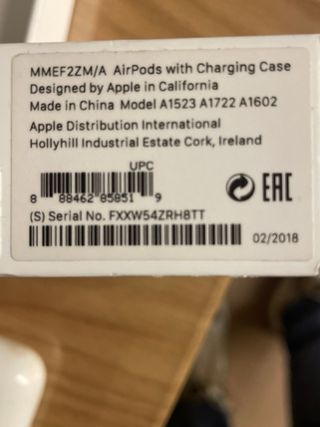 MMEF2ZM/A AirPods with Charging Case
Designed by Apple in California
Made in China Model A1523 A1722 A1602
Apple Distribution International
Hollyhill Industrial Estate Cork, Ireland
UPC
8 88462 85851 9
EAC
(S) Serial No. FXXW54ZRH8TT
02/2018